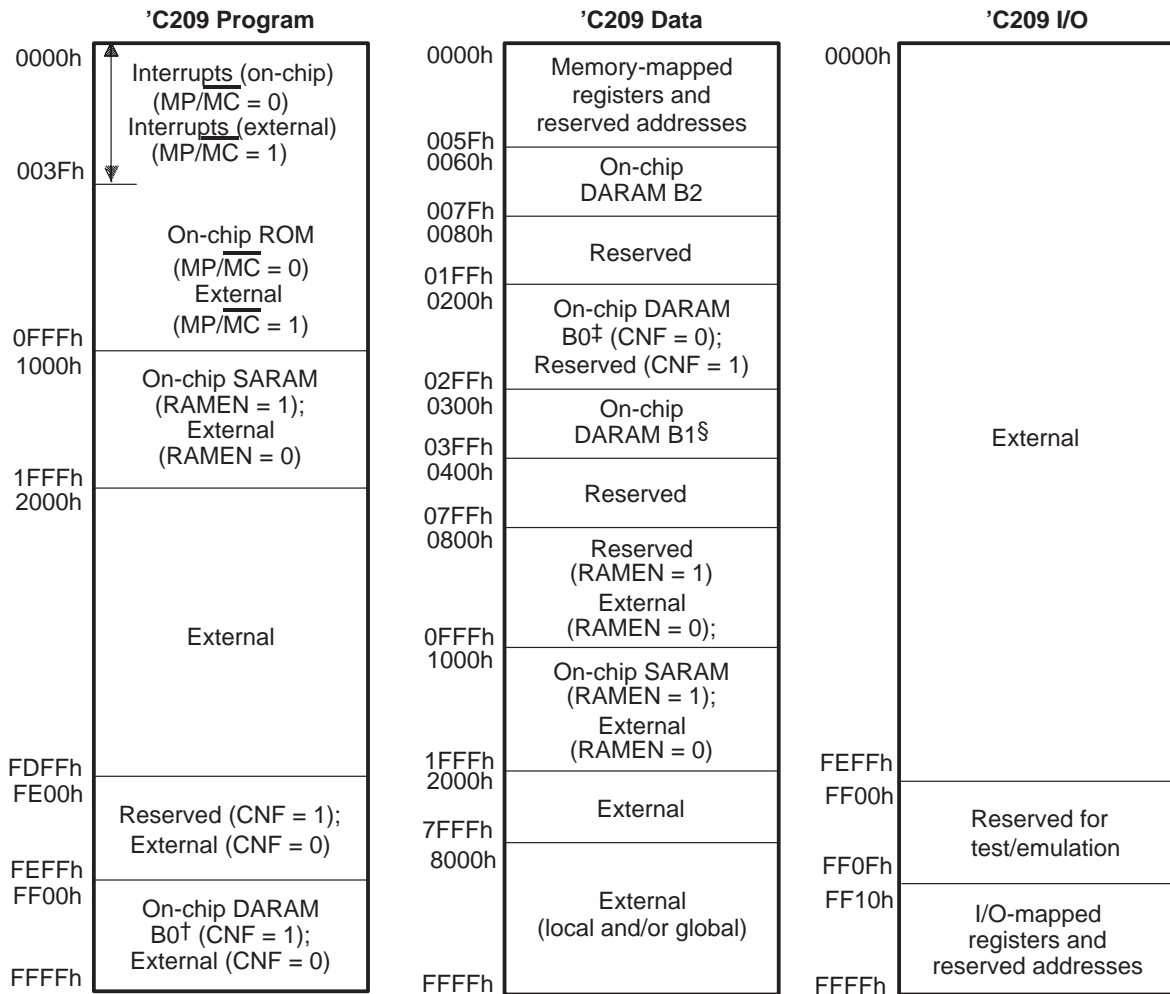 ’C209 Program
0000h
Interrupts (on-chip)
(MP/MC = 0)
Interrupts (external)
(MP/MC = 1)
003Fh
On-chip ROM
(MP/MC = 0)
External
(MP/MC = 1)
0FFFh
1000h
On-chip SARAM
(RAMEN = 1);
External
(RAMEN = 0)
1FFFh
2000h
External
FDFFh
FE00h
Reserved (CNF = 1);
External (CNF = 0)
FEFFh
FF00h
On-chip DARAM
B0† (CNF = 1);
External (CNF = 0)
FFFFh
’C209 Data
0000h
Memory-mapped
registers and
reserved addresses
005Fh
0060h
On-chip
DARAM B2
007Fh
0080h
Reserved
01FFh
0200h
On-chip DARAM
B0‡ (CNF = 0);
Reserved (CNF = 1)
02FFh
0300h
On-chip
DARAM B1§
03FFh
0400h
Reserved
07FFh
0800h
Reserved
(RAMEN = 1)
External
(RAMEN = 0);
0FFFh
1000h
On-chip SARAM
(RAMEN = 1);
External
(RAMEN = 0)
1FFFh
2000h
External
7FFFh
8000h
External
(local and/or global)
FFFFh
’C209 I/O
0000h
External
FEFFh
FF00h
Reserved for
test/emulation
FF0Fh
FF10h
I/O-mapped
registers and
reserved addresses
FFFFh